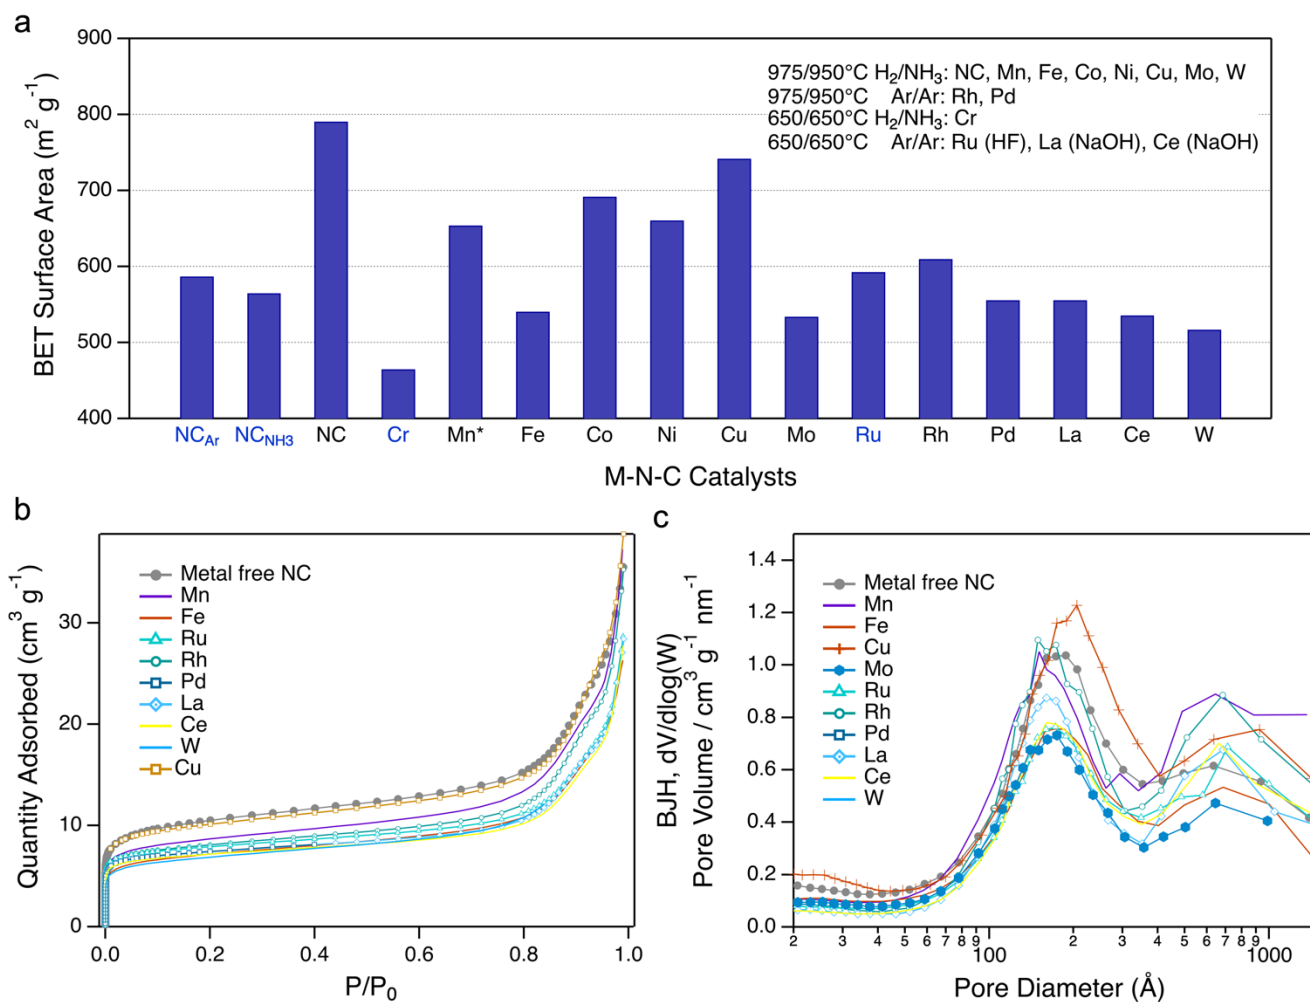 a
BET Surface Area (m² g⁻¹)
900
800
700
600
500
400
975/950°C H₂/NH₃: NC, Mn, Fe, Co, Ni, Cu, Mo, W
975/950°C Ar/Ar: Rh, Pd
650/650°C H₂/NH₃: Cr
650/650°C Ar/Ar: Ru (HF), La (NaOH), Ce (NaOH)
NC_Ar NC_NH3 NC Cr Mn* Fe Co Ni Cu Mo Ru Rh Pd La Ce W
M-N-C Catalysts
b
Quantity Adsorbed (cm³ g⁻¹)
30
20
10
0
Metal free NC
Mn
Fe
Ru
Rh
Pd
La
Ce
W
Cu
0.0 0.2 0.4 0.6 0.8 1.0
P/P₀
c
BJH, dV/dlog(W)
Pore Volume / cm³ g⁻¹ nm⁻¹
1.4
1.2
1.0
0.8
0.6
0.4
0.2
0.0
Metal free NC
Mn
Fe
Cu
Mo
Ru
Rh
Pd
La
Ce
W
2 3 4 5 6 7 8 9 100 2 3 4 5 6 7 8 9 1000
Pore Diameter (Å)